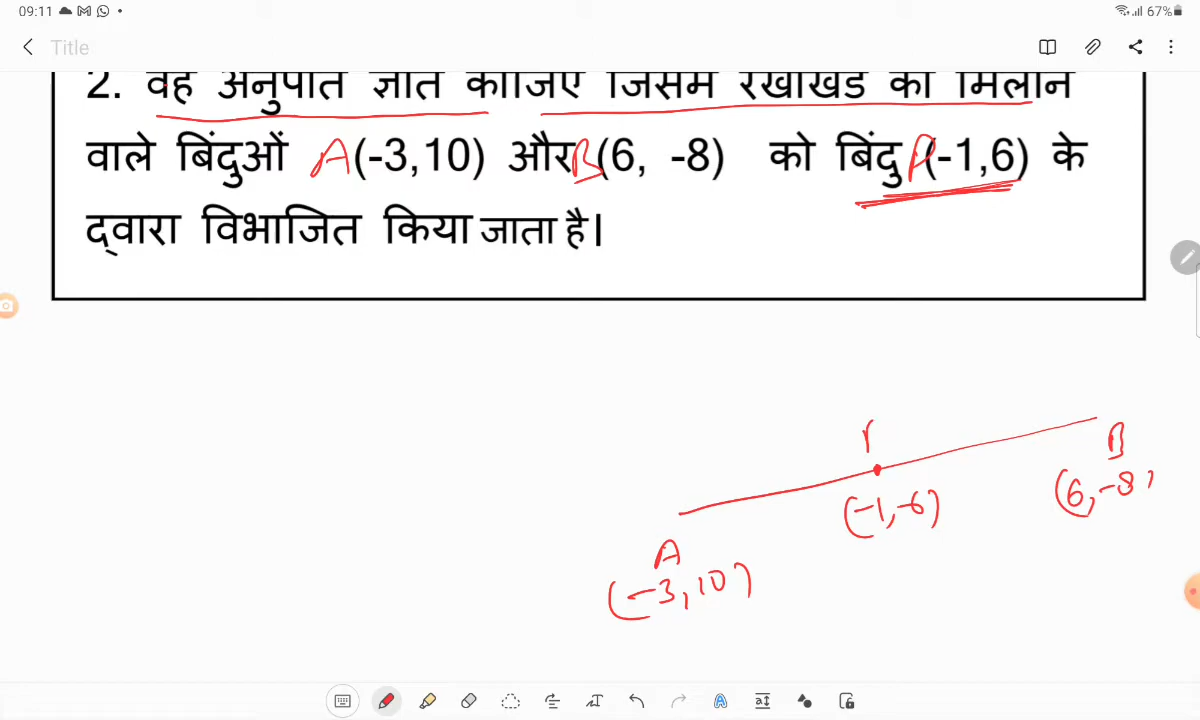 09:11 67%
Title
2. वह अनुपात ज्ञात कीजिए जिसमें रेखाखंड को मिलाने
वाले बिंदुओं A(-3,10) और B(6, -8) को बिंदु P(-1,6) के
द्वारा विभाजित किया जाता है।
P
B
(-1,-6) (6,-8)
A
(-3,10)